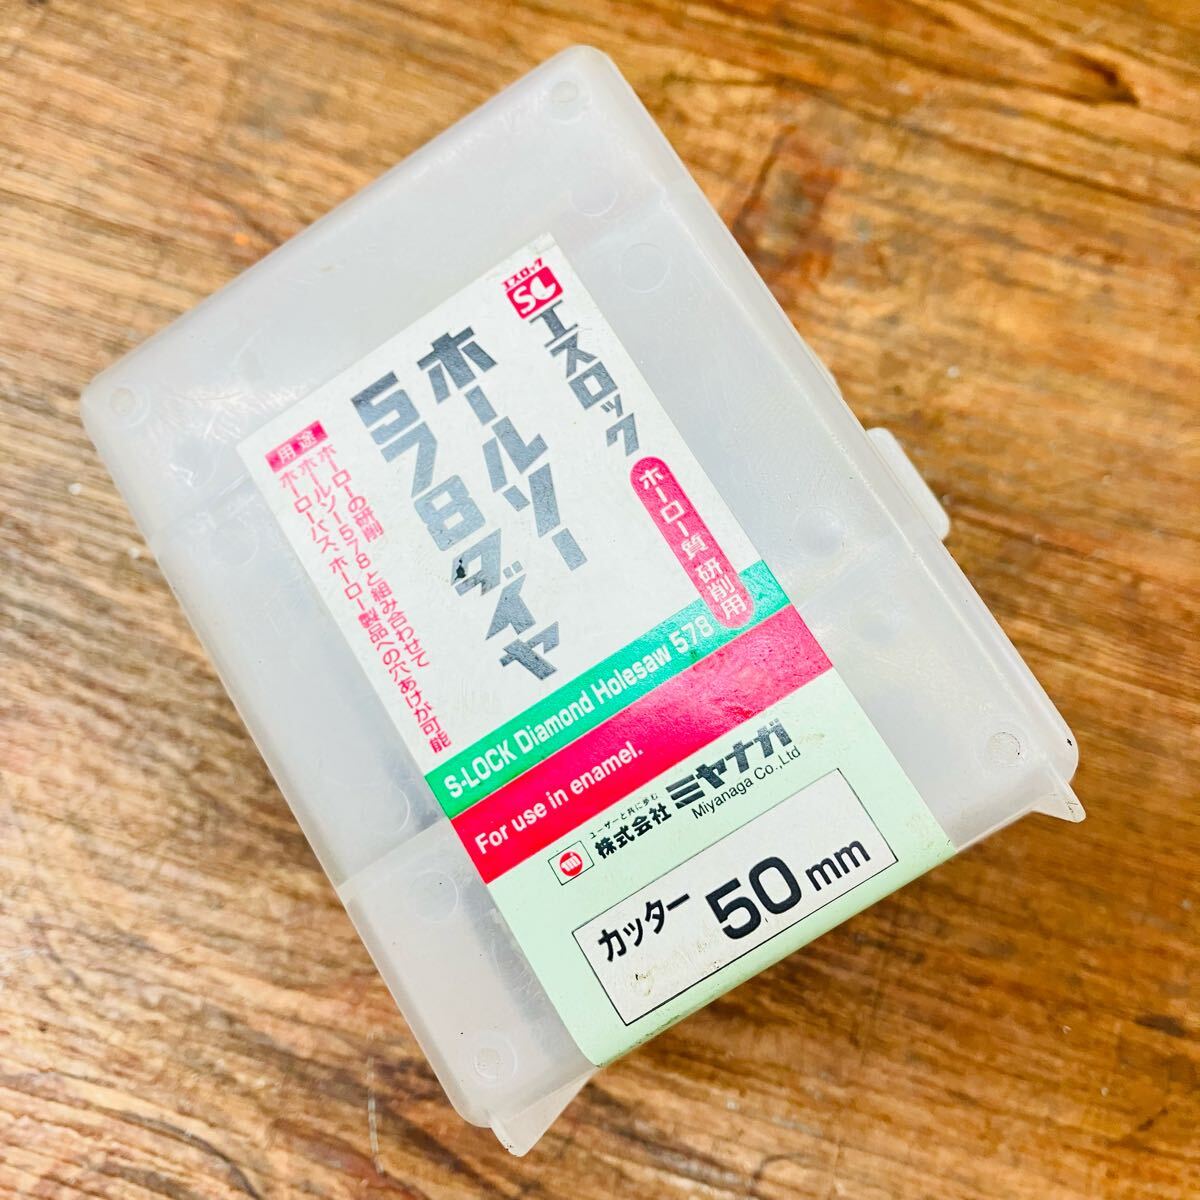 エスロック
SL
エスロック
ホーロー質 研削用
ホールソー
578ダイヤ
用途
ホーローの研削
ホールソー578と組み合わせて
ホーローバス、ホーロー製品への穴あけが可能
S-LOCK Diamond Holesaw 578
For use in enamel.
ユーザーと共に歩む
株式会社 ミヤナガ
Miyanaga Co.,Ltd
カッター 50mm